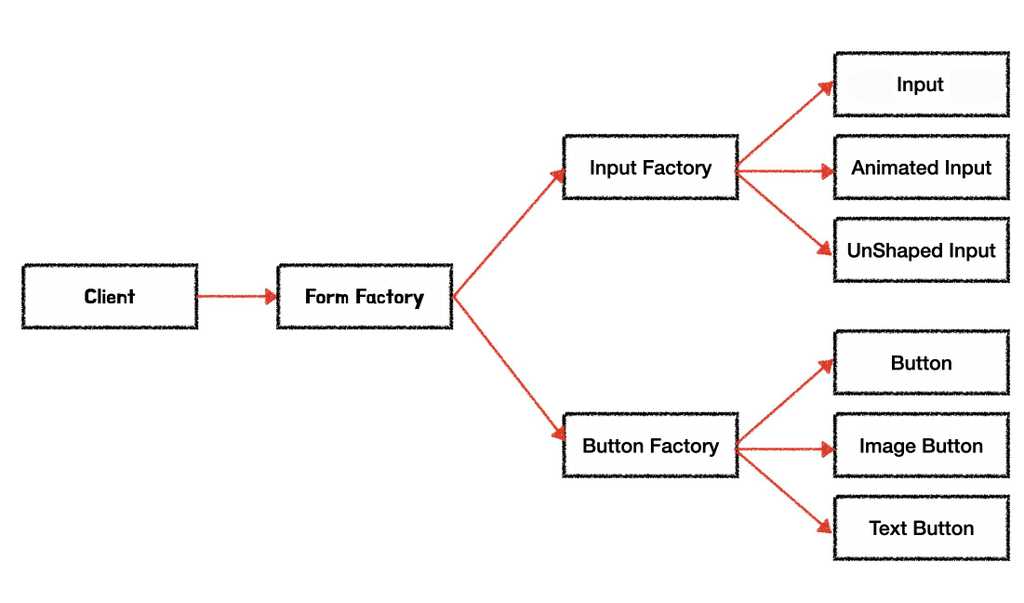 Client
Form Factory
Input Factory
Input
Animated Input
UnShaped Input
Button Factory
Button
Image Button
Text Button